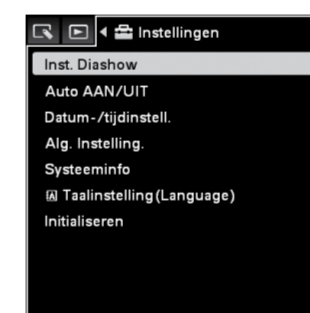 Instellingen
Inst. Diashow
Auto AAN/UIT
Datum-/tijdinstell.
Alg. Instelling.
Systeeminfo
A Taalinstelling(Language)
Initialiseren